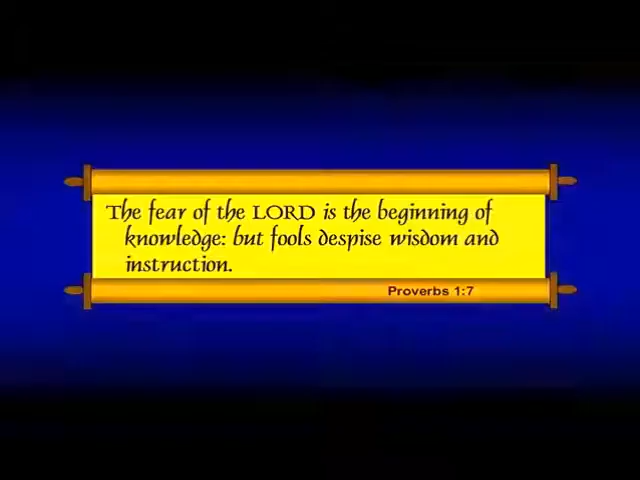 The fear of the LORD is the beginning of
knowledge: but fools despise wisdom and
instruction.
Proverbs 1:7